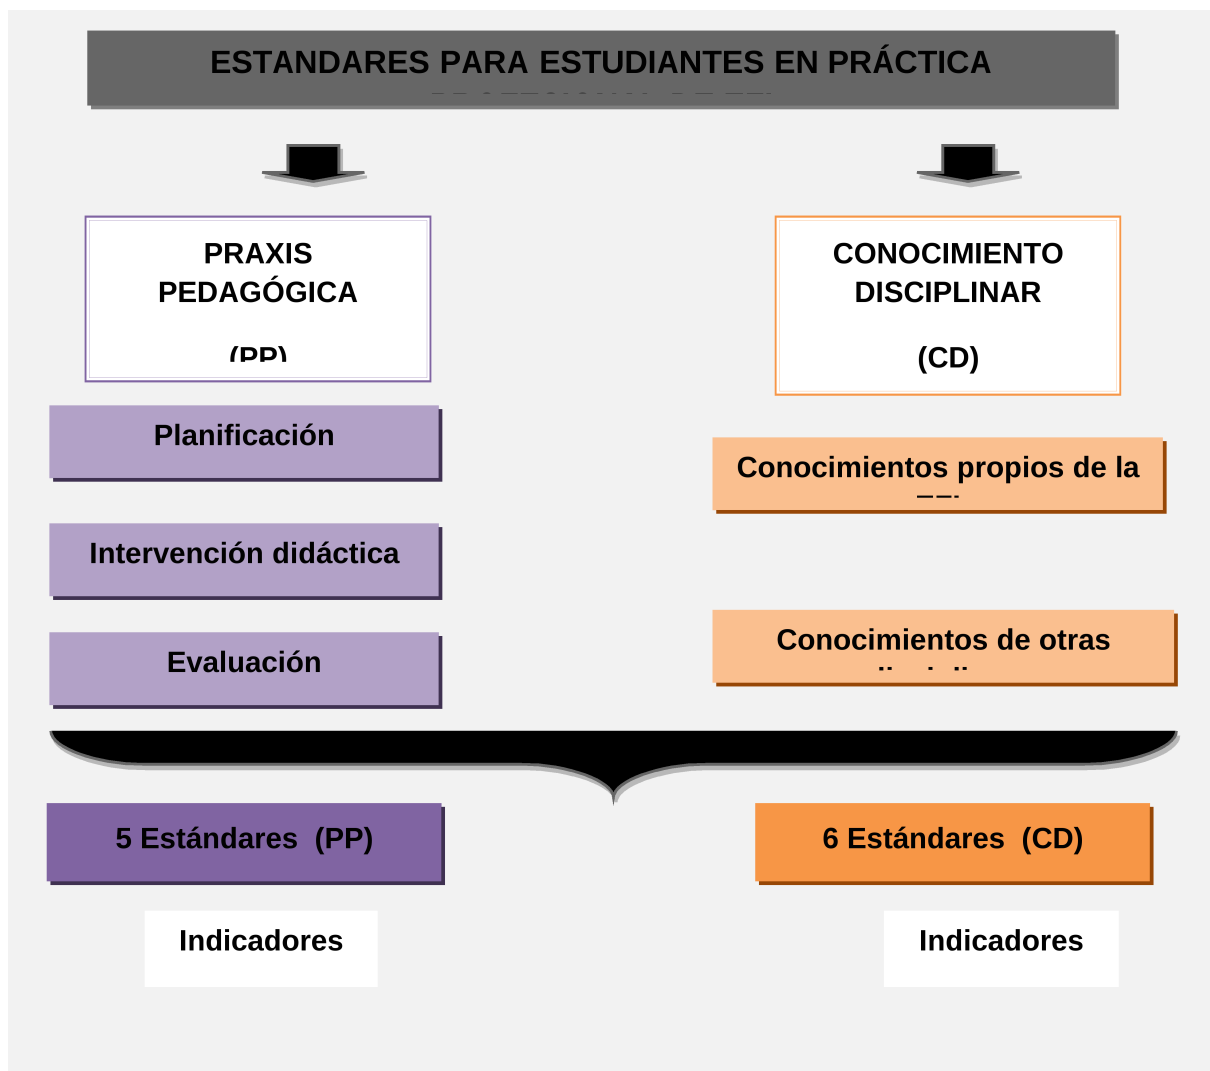 ESTANDARES PARA ESTUDIANTES EN PRÁCTICA
PRAXIS
PEDAGÓGICA
(PP)
CONOCIMIENTO
DISCIPLINAR
(CD)
Planificación
Intervención didáctica
Evaluación
Conocimientos propios de la
Conocimientos de otras
5 Estándares  (PP)
6 Estándares  (CD)
Indicadores
Indicadores